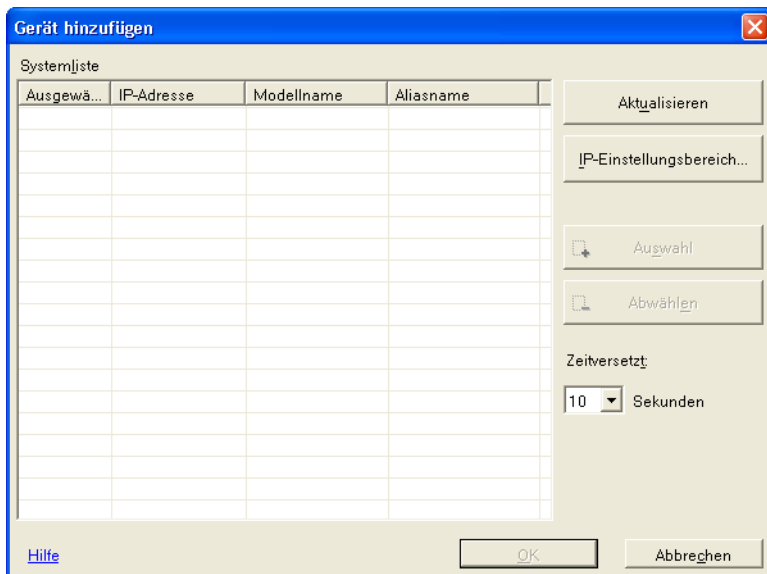 Gerät hinzufügen
Systemliste
Ausgewä... IP-Adresse Modellname Aliasname
Aktualisieren
IP-Einstellungsbereich...
Auswahl
Abwählen
Zeitversetzt:
10 Sekunden
Hilfe OK Abbrechen